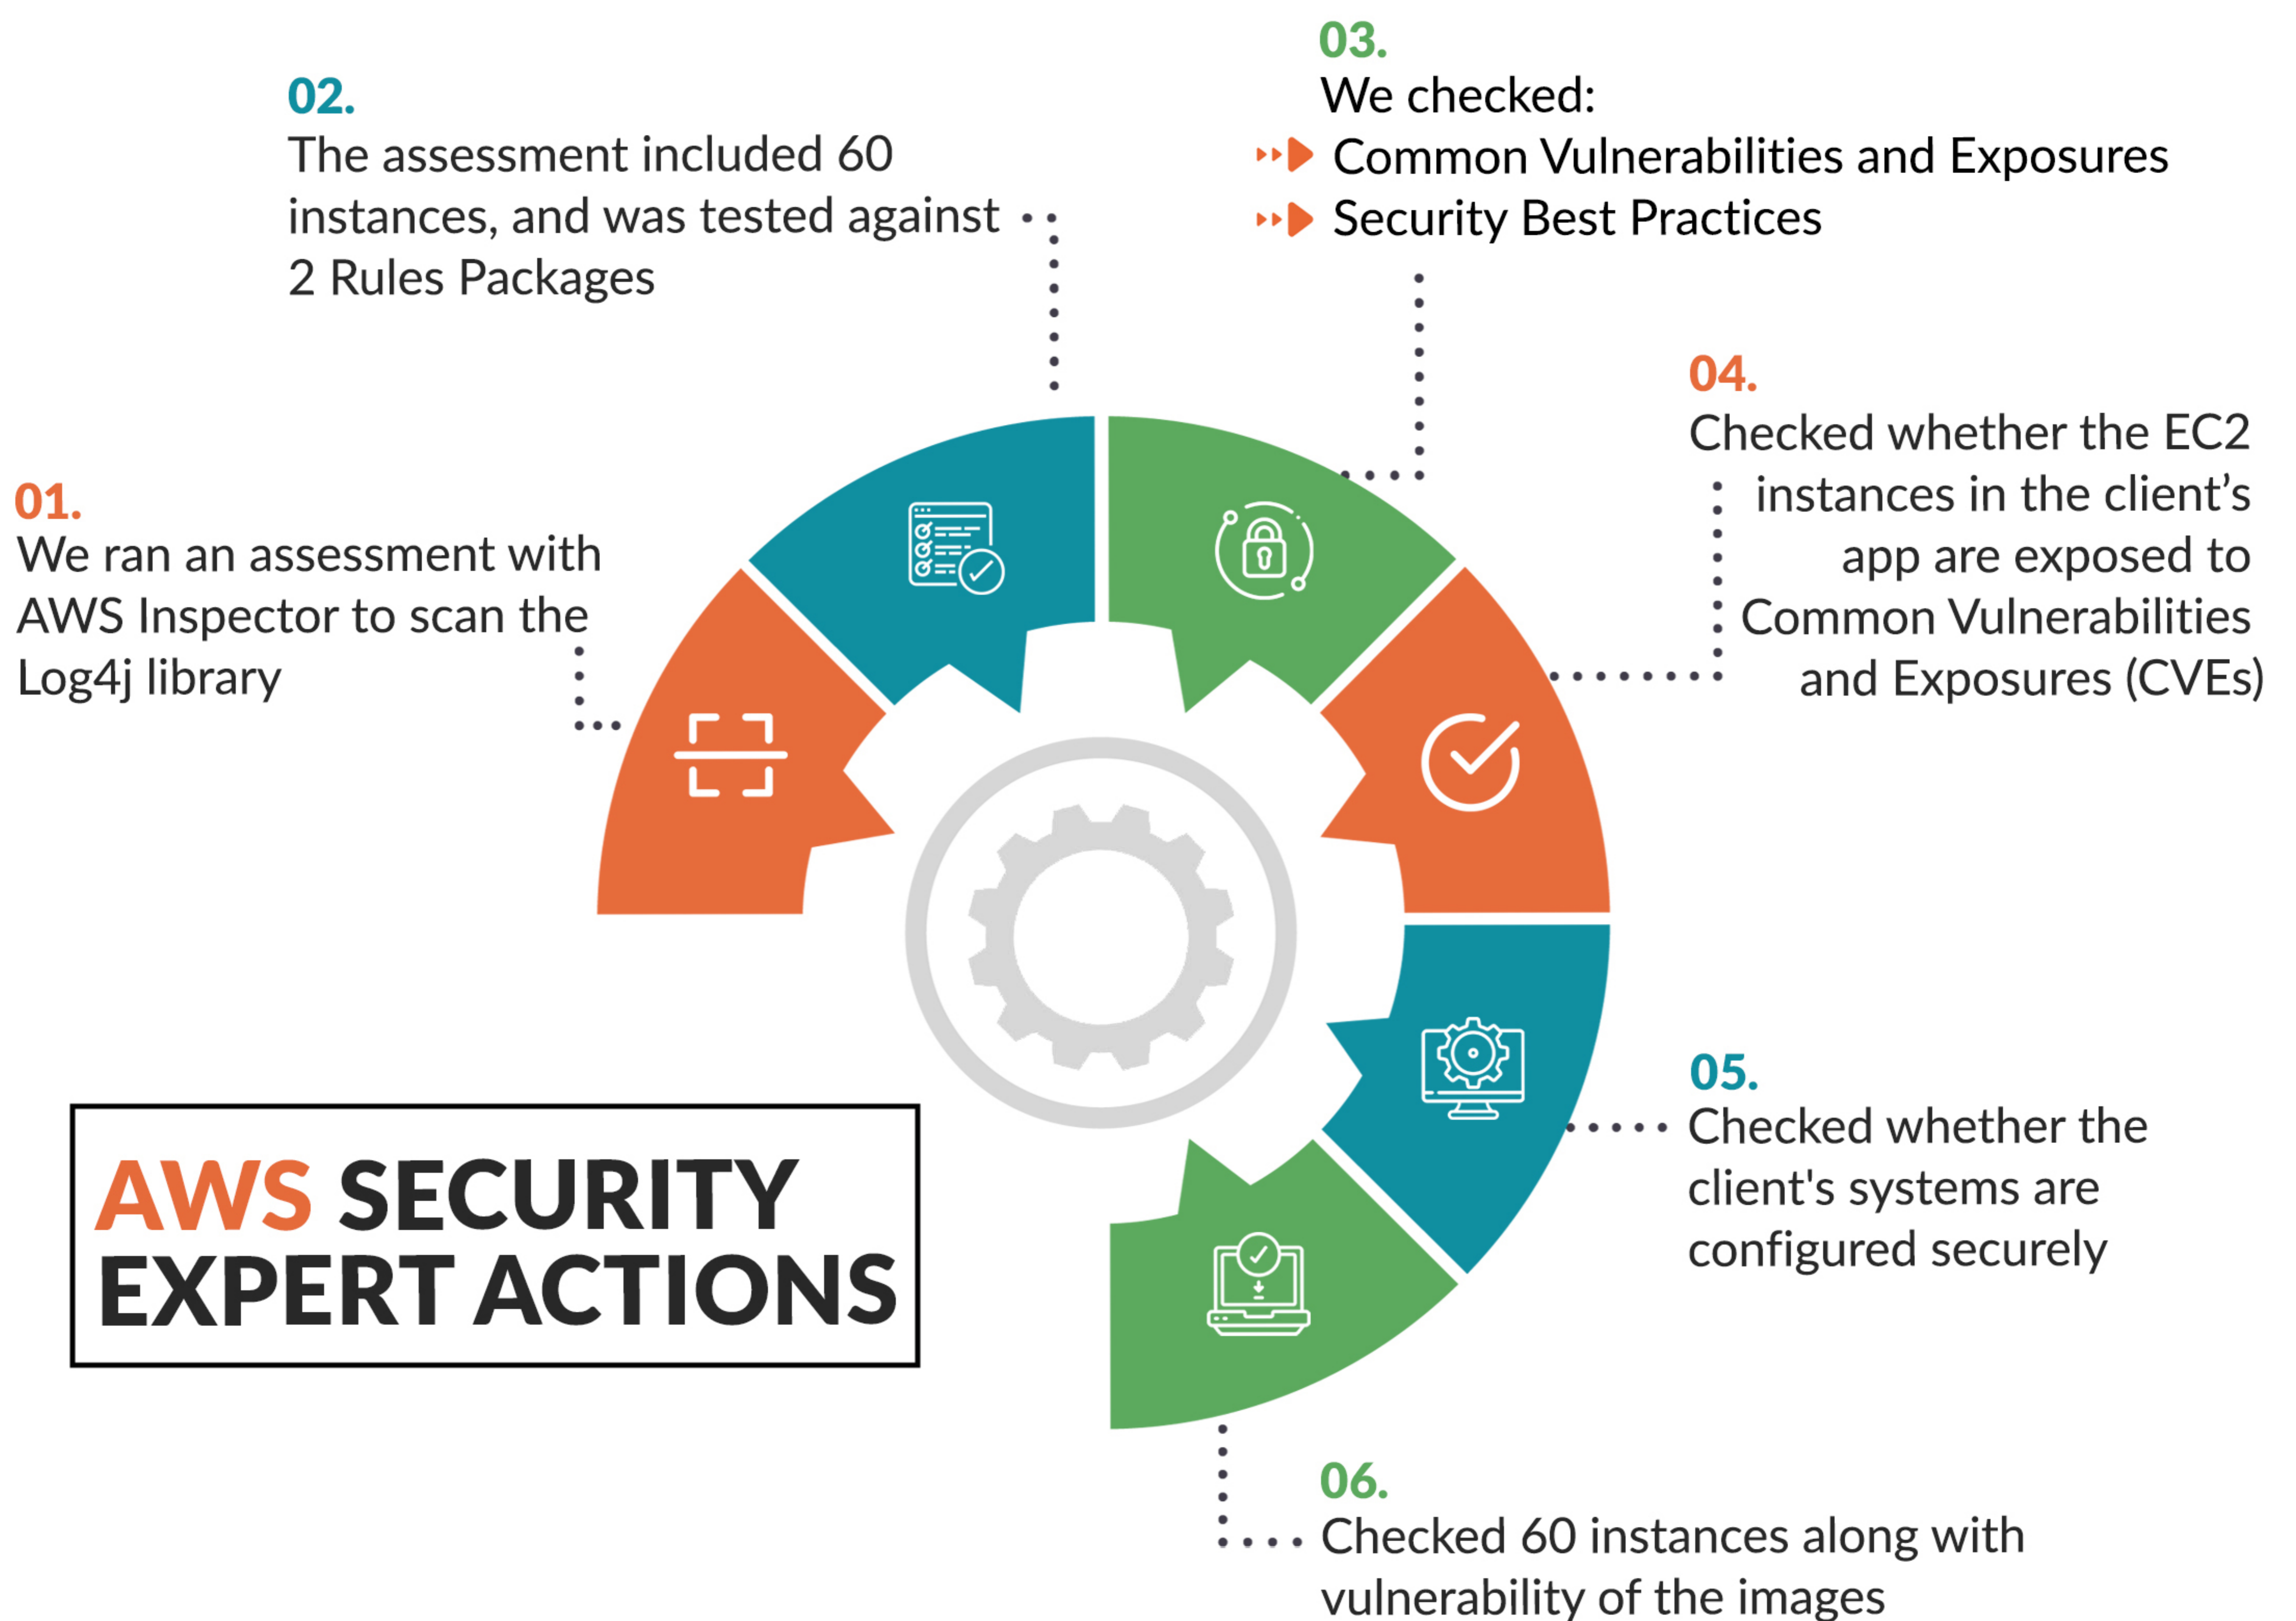 01.
We ran an assessment with
AWS Inspector to scan the
Log4j library
02.
The assessment included 60
instances, and was tested against
2 Rules Packages
03.
We checked:
Common Vulnerabilities and Exposures
Security Best Practices
04.
Checked whether the EC2
instances in the client’s
app are exposed to
Common Vulnerabilities
and Exposures (CVEs)
05.
Checked whether the
client's systems are
configured securely
06.
Checked 60 instances along with
vulnerability of the images
AWS SECURITY
EXPERT ACTIONS